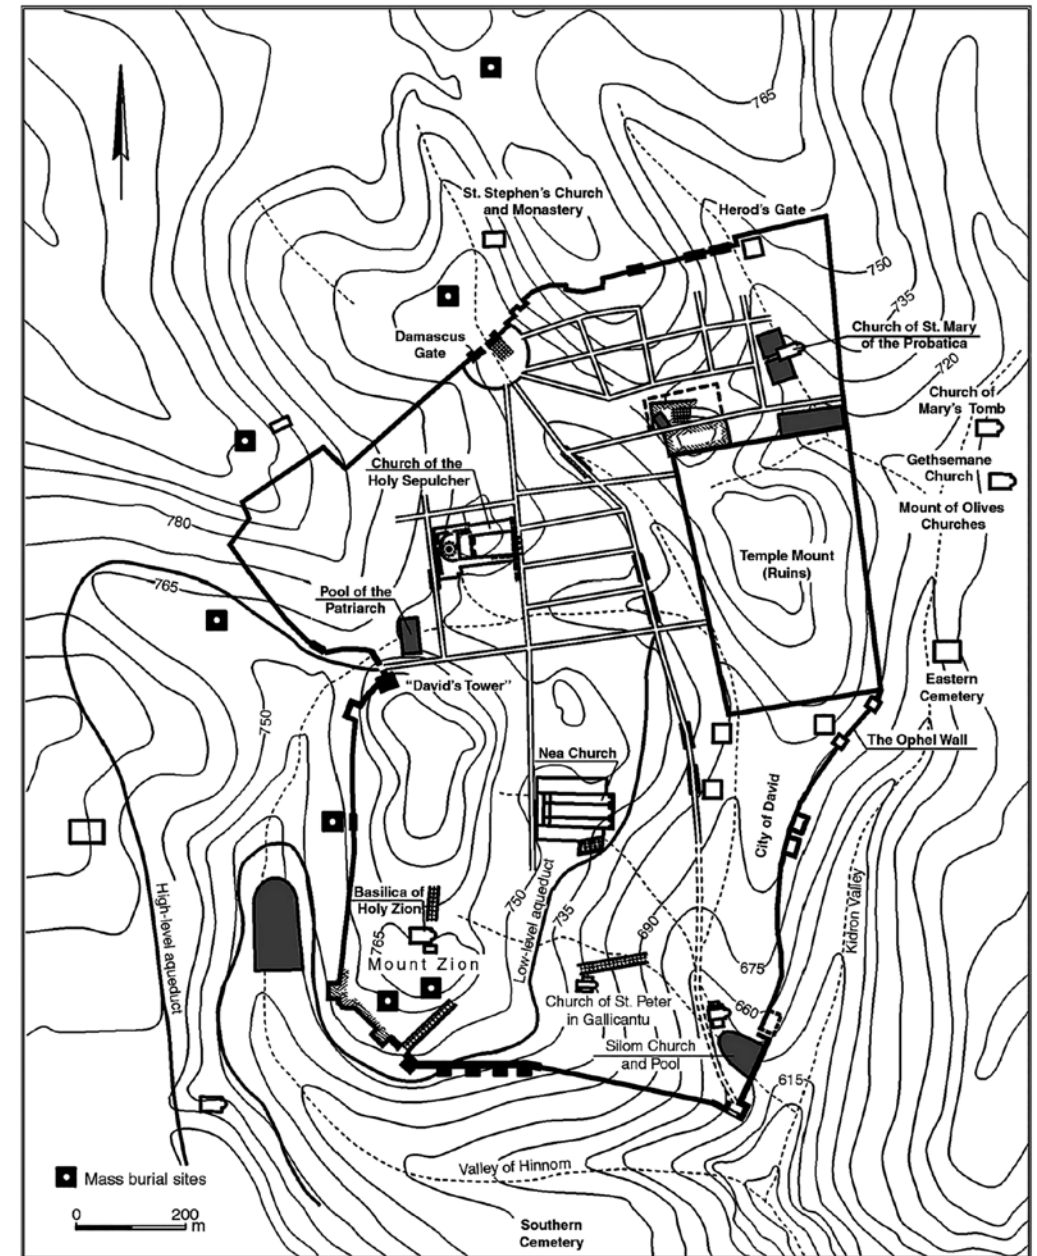 765
St. Stephen's Church
and Monastery
Herod's Gate
750
735
Damascus
Gate
Church of St. Mary
of the Probatica
720
Church of
Mary's Tomb
Church of the
Holy Sepulcher
Gethsemane
Church
Mount of Olives
Churches
780
Temple Mount
(Ruins)
765
Pool of the
Patriarch
"David's Tower"
Eastern
Cemetery
750
The Ophel Wall
Nea Church
City of David
High-level aqueduct
Basilica of
Holy Zion
750
Low-level aqueduct
735
690
Kidron Valley
765
Mount Zion
675
Church of St. Peter
in Gallicantu
660
Silom Church
and Pool
615
Valley of Hinnom
Mass burial sites
0 200
m
Southern
Cemetery